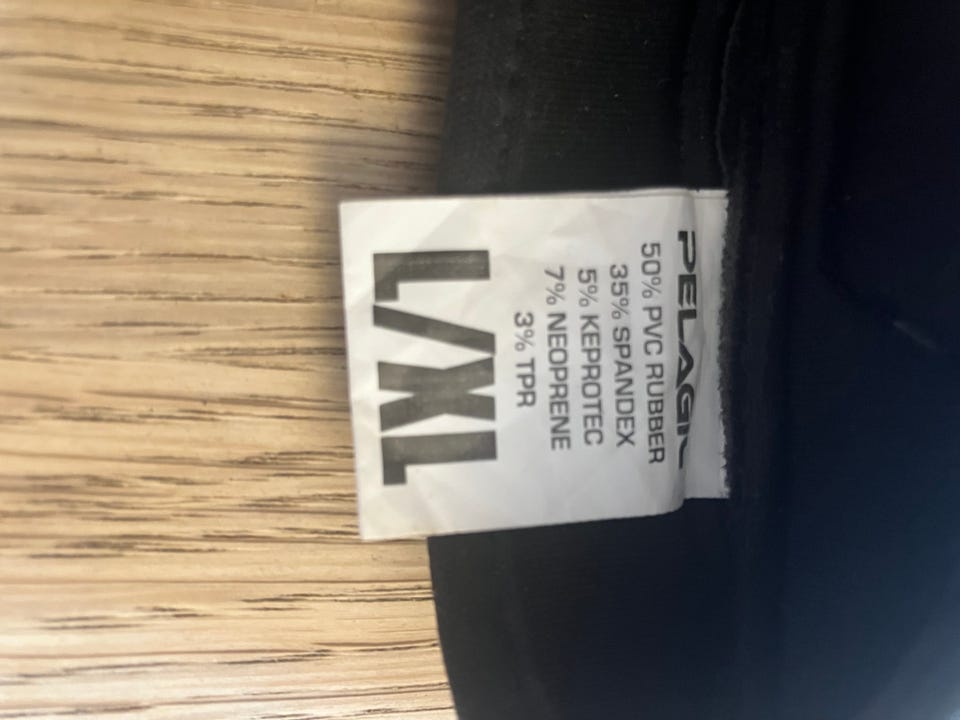 PELAGIC
50% PVC RUBBER
35% SPANDEX
5% KEPROTEC
7% NEOPRENE
3% TPR
L/XL